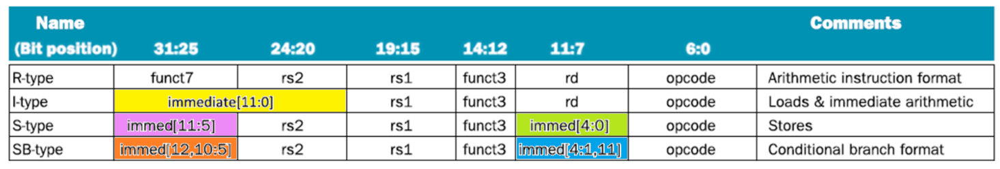 Name Comments
(Bit position) 31:25 24:20 19:15 14:12 11:7 6:0
R-type funct7 rs2 rs1 funct3 rd opcode Arithmetic instruction format
I-type immediate[11:0] rs1 funct3 rd opcode Loads & immediate arithmetic
S-type immed[11:5] rs2 rs1 funct3 immed[4:0] opcode Stores
SB-type immed[12,10:5] rs2 rs1 funct3 immed[4:1,11] opcode Conditional branch format